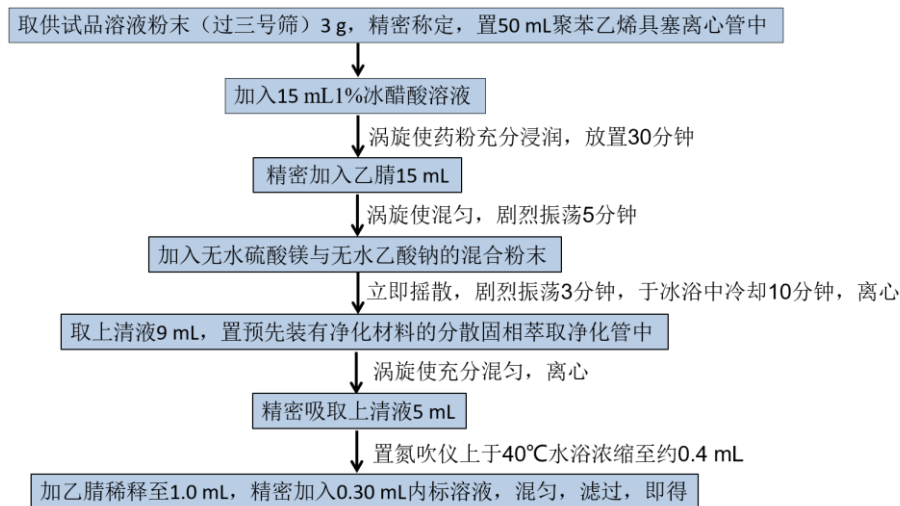 取供试品溶液粉末（过三号筛）3 g，精密称定，置50 mL聚苯乙烯具塞离心管中
加入15 mL1%冰醋酸溶液
涡旋使药粉充分浸润，放置30分钟
精密加入乙腈15 mL
涡旋使混匀，剧烈振荡5分钟
加入无水硫酸镁与无水乙酸钠的混合粉末
立即摇散，剧烈振荡3分钟，于冰浴中冷却10分钟，离心
取上清液9 mL，置预先装有净化材料的分散固相萃取净化管中
涡旋使充分混匀，离心
精密吸取上清液5 mL
置氮吹仪上于40℃水浴浓缩至约0.4 mL
加乙腈稀释至1.0 mL，精密加入0.30 mL内标溶液，混匀，滤过，即得